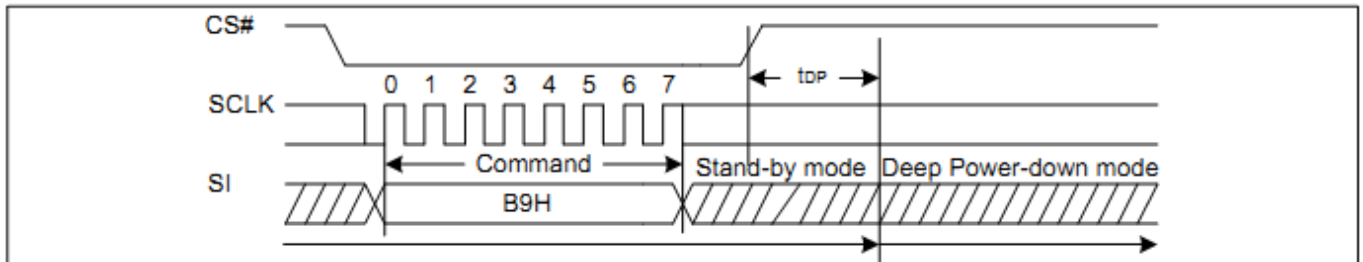 CS#
tDP
0 1 2 3 4 5 6 7
SCLK
Command
Stand-by mode
Deep Power-down mode
SI
B9H